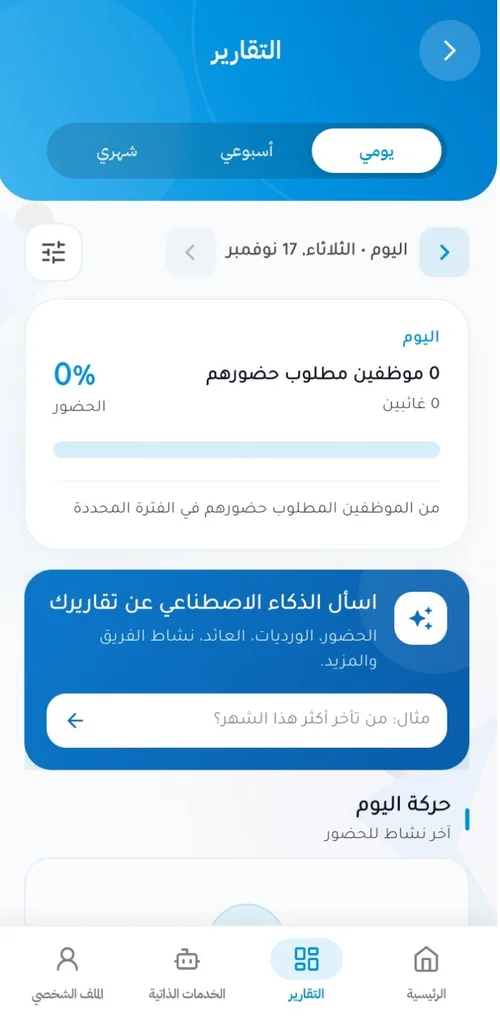 التقارير
يومي
أسبوعي
شهري
اليوم • الثلاثاء, 17 نوفمبر
اليوم
0 موظفين مطلوب حضورهم
0%
0 غائبين
الحضور
من الموظفين المطلوب حضورهم في الفترة المحددة
اسأل الذكاء الاصطناعي عن تقاريرك
الحضور، الورديات، العائد، نشاط الفريق
والمزيد.
مثال: من تأخر أكثر هذا الشهر؟
حركة اليوم
آخر نشاط للحضور
الرئيسية
التقارير
الخدمات الذاتية
الملف الشخصي